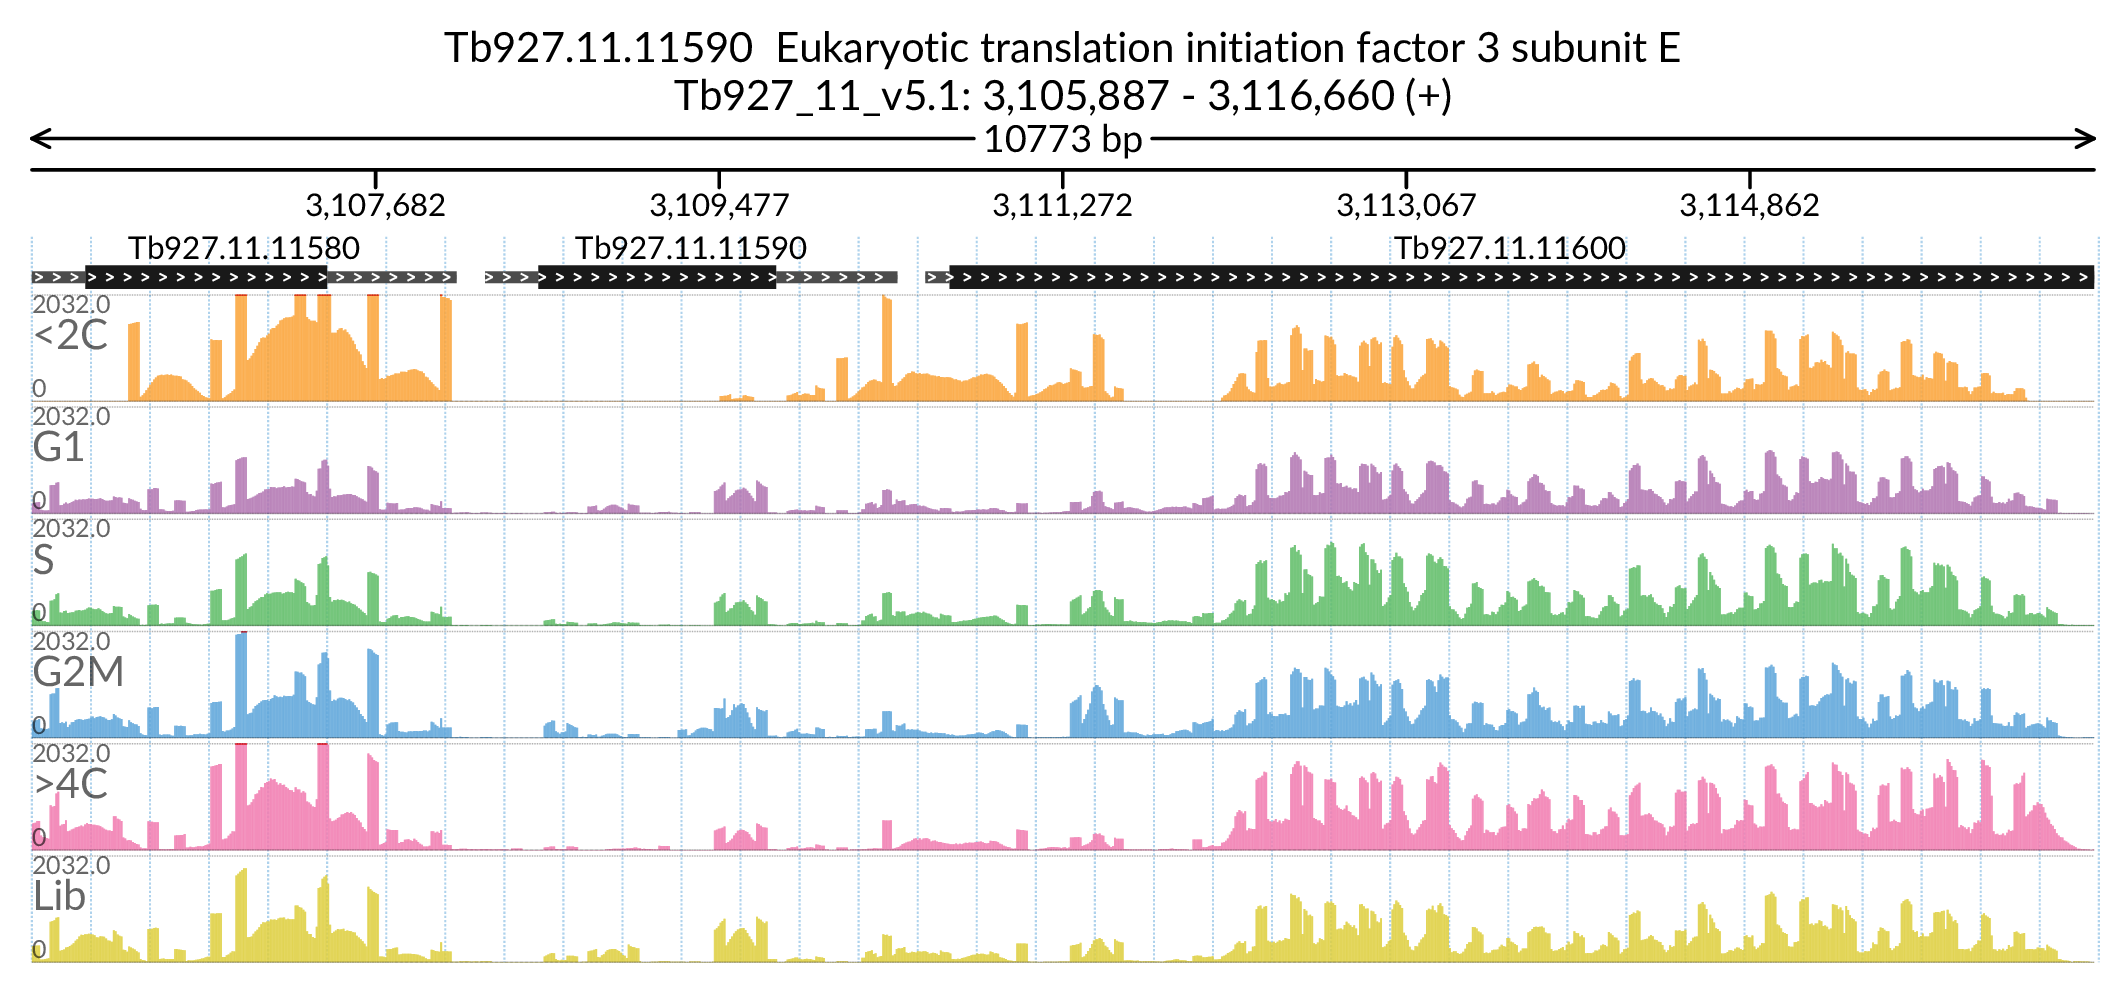 Tb927.11.11590  Eukaryotic translation initiation factor 3 subunit E
Tb927_11_v5.1: 3,105,887 - 3,116,660 (+)
10773 bp
3,107,682 3,109,477 3,111,272 3,113,067 3,114,862
Tb927.11.11580 Tb927.11.11590 Tb927.11.11600
2032.0
<2C
0
2032.0
G1
0
2032.0
S
0
2032.0
G2M
0
2032.0
>4C
0
2032.0
Lib
0